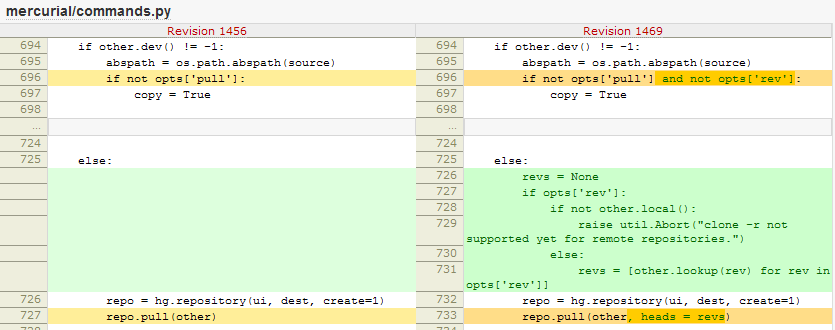 mercurial/commands.py
Revision 1456 Revision 1469
694 if other.dev() != -1: 694 if other.dev() != -1:
695 abspath = os.path.abspath(source) 695 abspath = os.path.abspath(source)
696 if not opts['pull']: 696 if not opts['pull'] and not opts['rev']:
697 copy = True 697 copy = True
698 698
... ...
724 724
725 else: 725 else:
726 revs = None
727 if opts['rev']:
728 if not other.local():
729 raise util.Abort("clone -r not
supported yet for remote repositories.")
730 else:
731 revs = [other.lookup(rev) for rev in
opts['rev']]
726 repo = hg.repository(ui, dest, create=1) 732 repo = hg.repository(ui, dest, create=1)
727 repo.pull(other) 733 repo.pull(other, heads = revs)